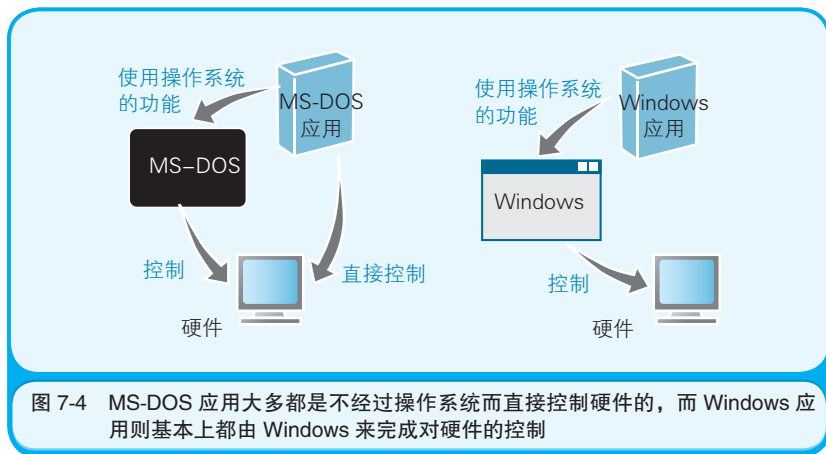 使用操作系统
的功能
MS-DOS
应用
MS-DOS
控制
直接控制
硬件
使用操作系统
的功能
Windows
应用
Windows
控制
硬件
图 7-4 MS-DOS 应用大多都是不经过操作系统而直接控制硬件的，而 Windows 应
用则基本上都由 Windows 来完成对硬件的控制